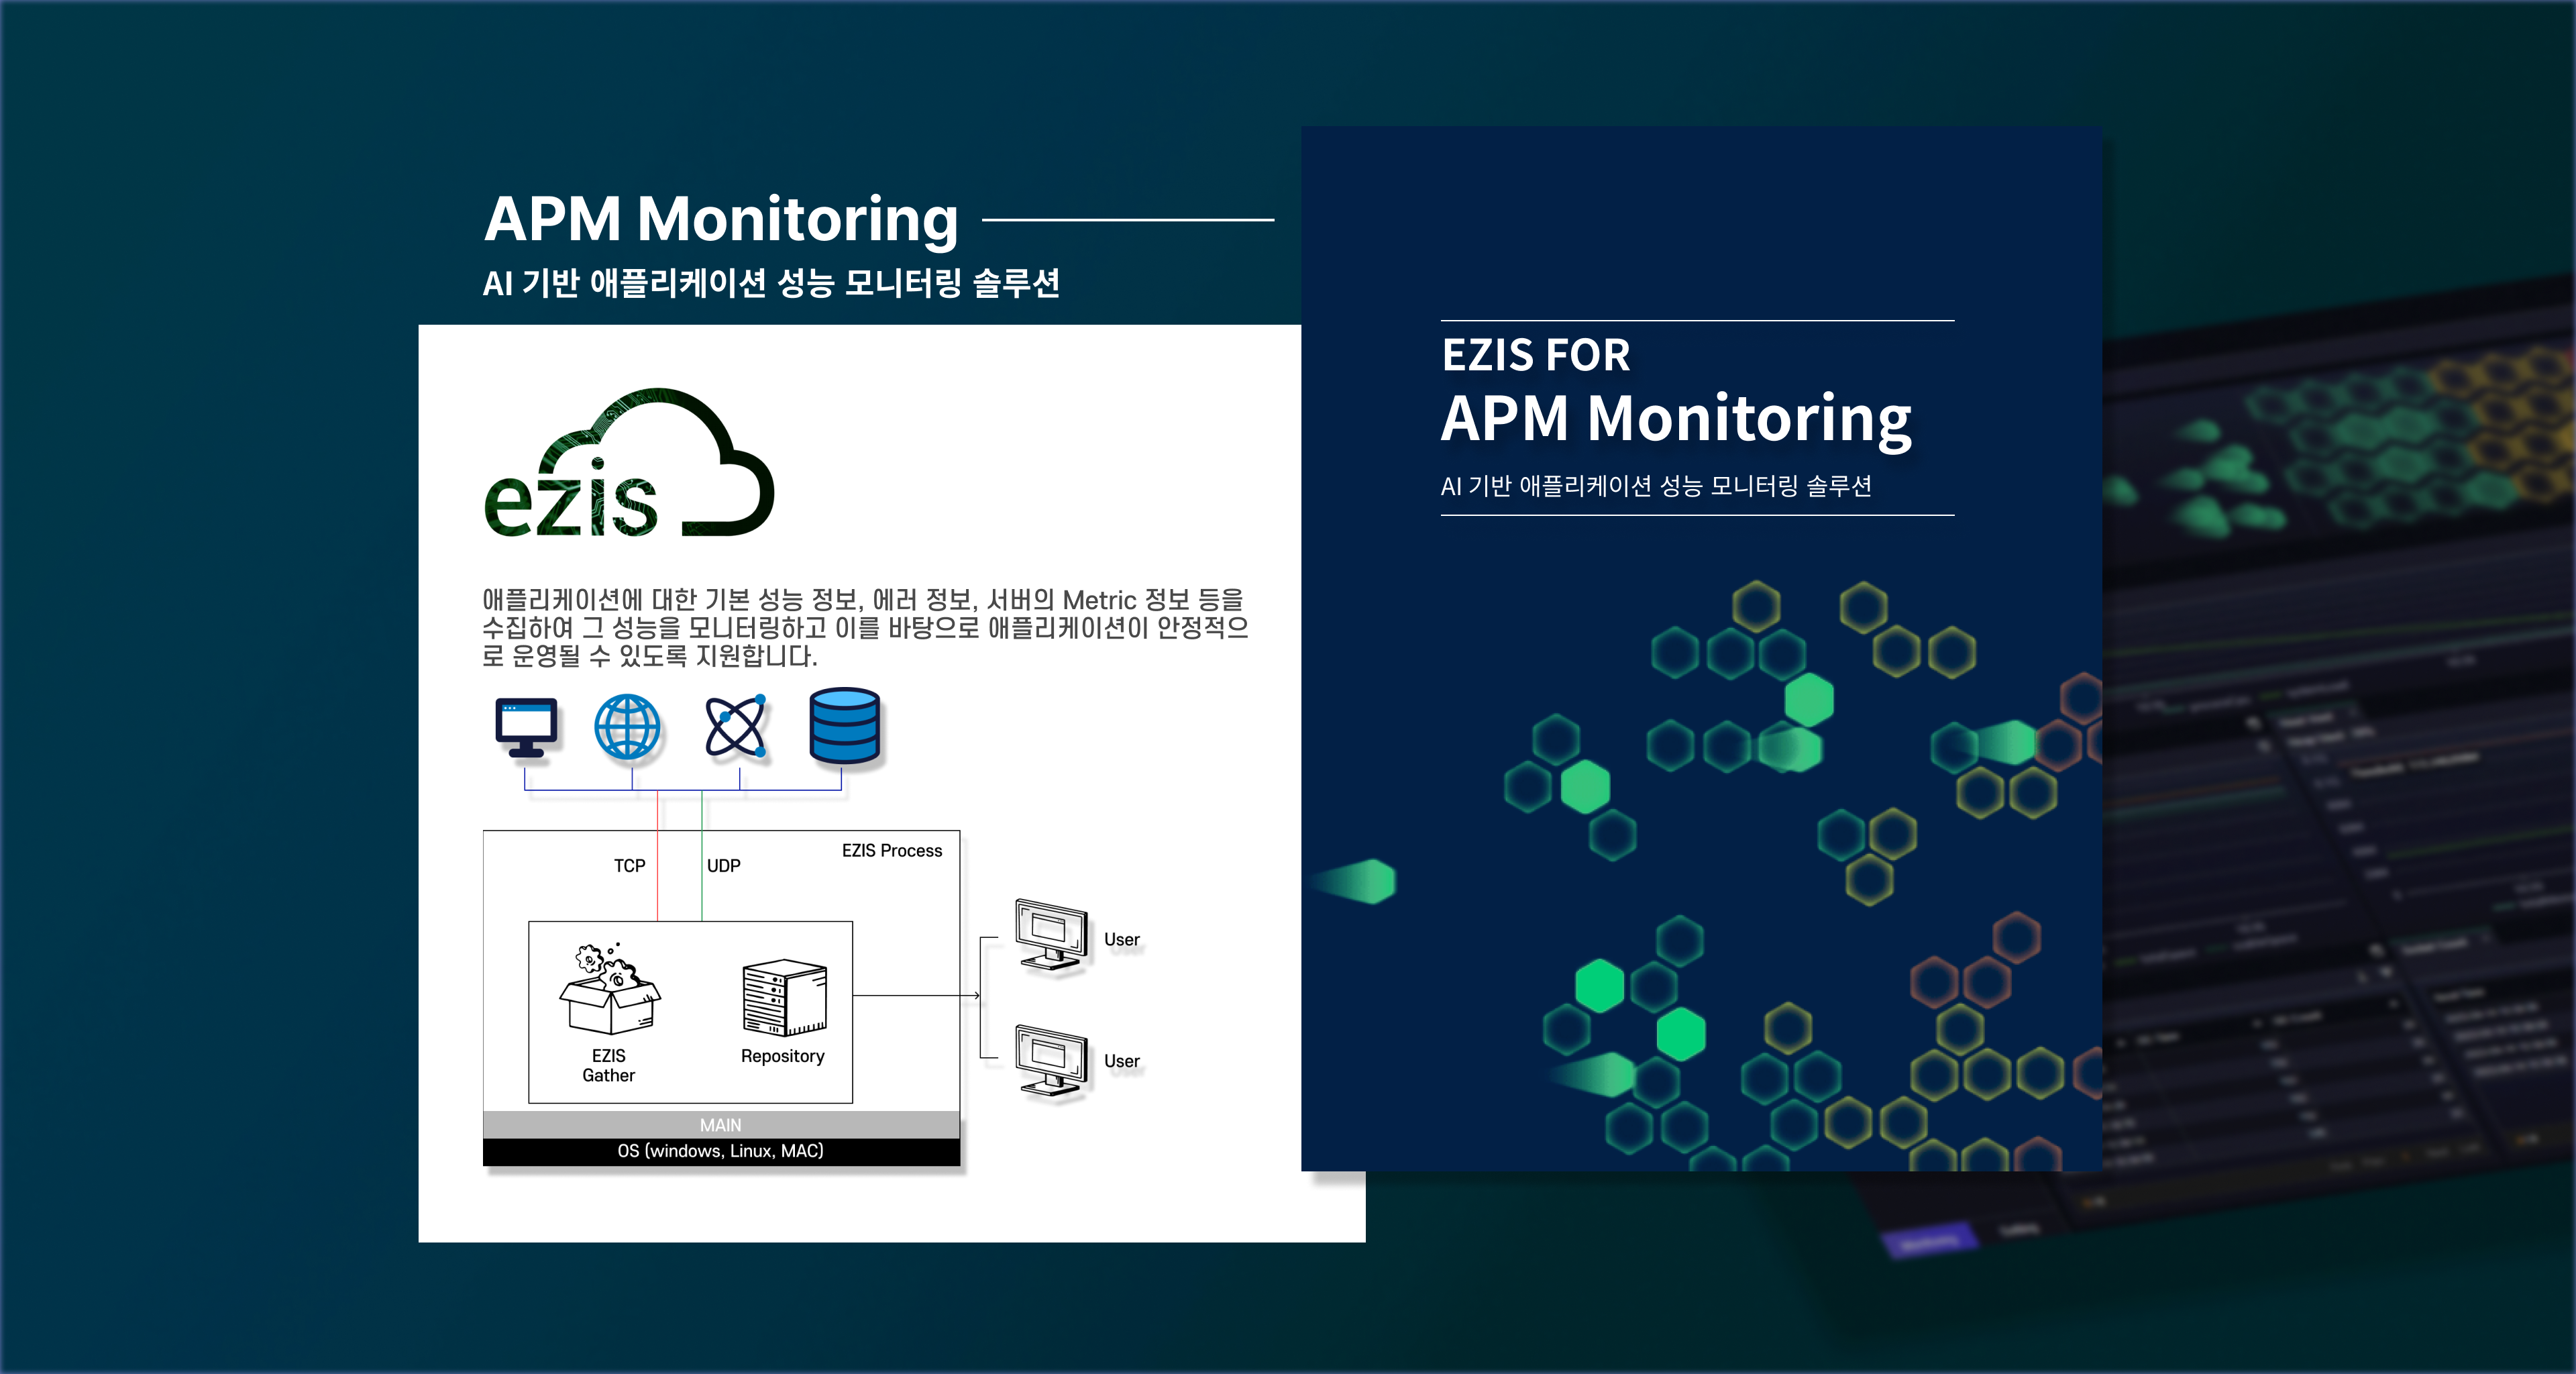 APM Monitoring
AI 기반 애플리케이션 성능 모니터링 솔루션
ezis
애플리케이션에 대한 기본 성능 정보, 에러 정보, 서버의 Metric 정보 등을
수집하여 그 성능을 모니터링하고 이를 바탕으로 애플리케이션이 안정적으
로 운영될 수 있도록 지원합니다.
EZIS Process
TCP
UDP
EZIS
Gather
Repository
User
User
MAIN
OS (windows, Linux, MAC)
EZIS FOR
APM Monitoring
AI 기반 애플리케이션 성능 모니터링 솔루션